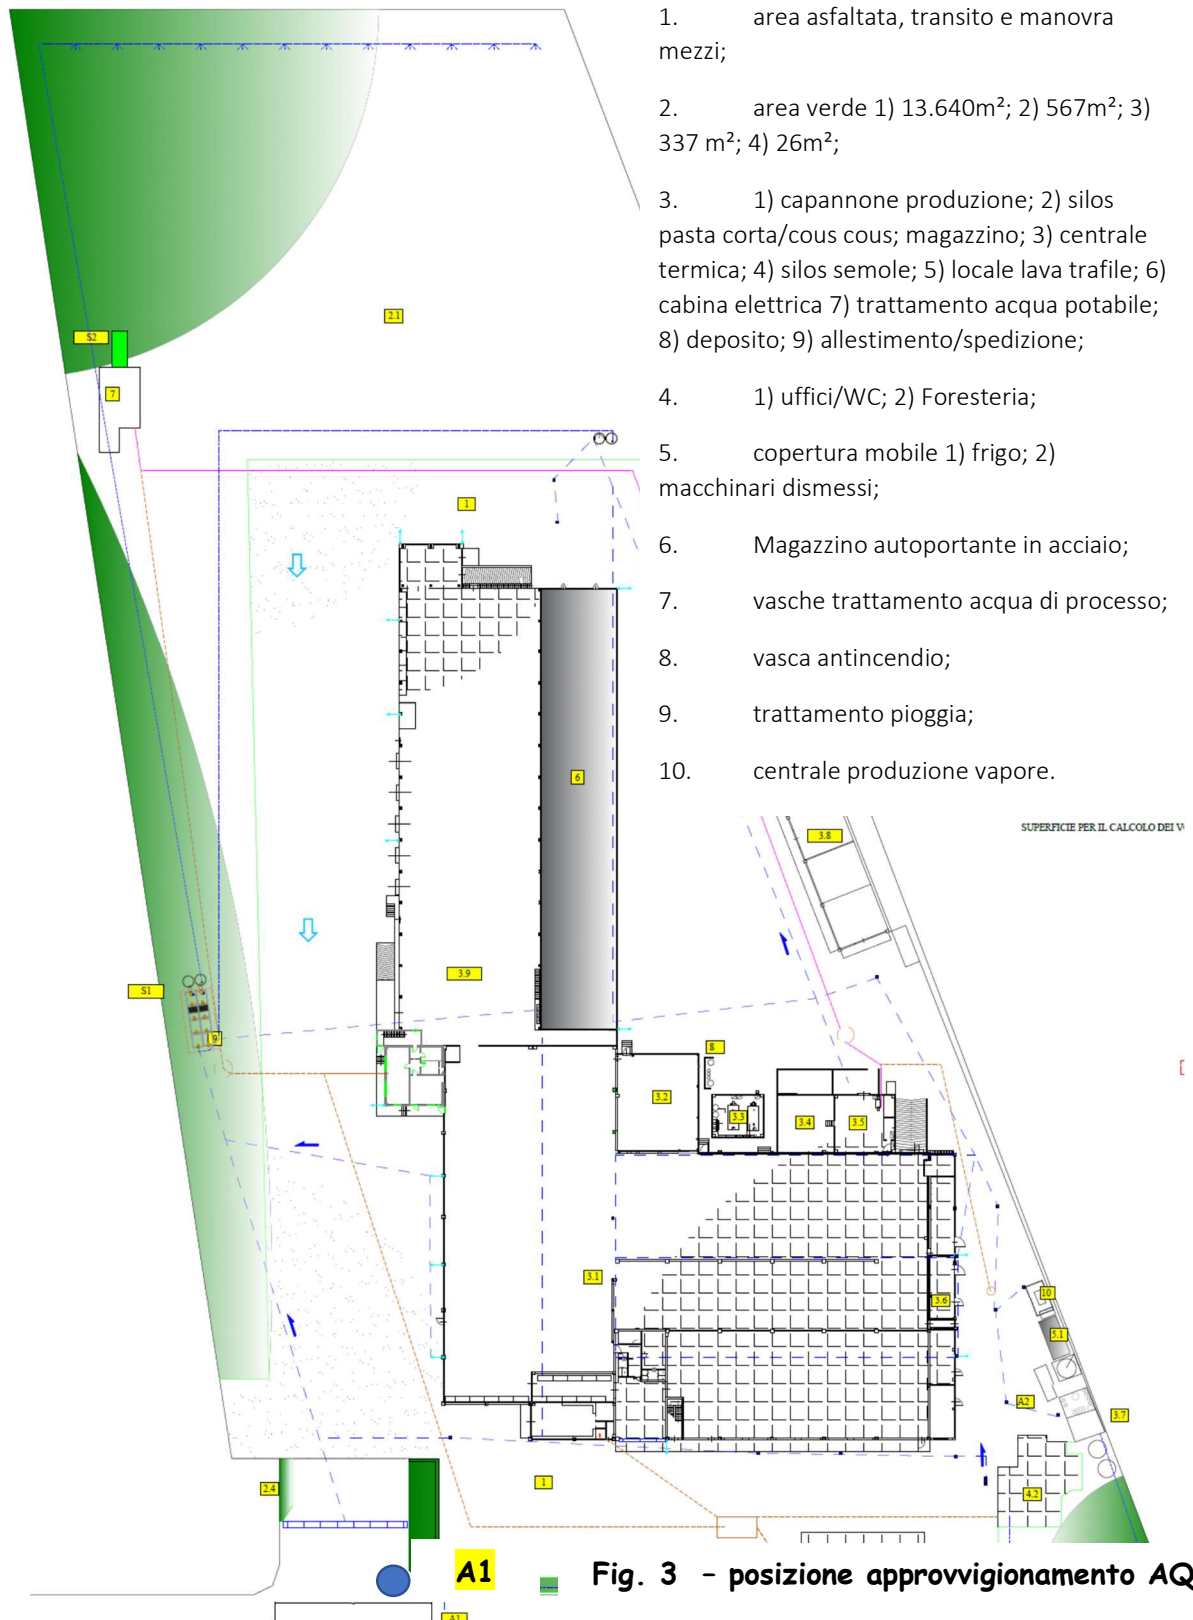 1. area asfaltata, transito e manovra
mezzi;
2. area verde 1) 13.640m²; 2) 567m²; 3)
337 m²; 4) 26m²;
3. 1) capannone produzione; 2) silos
pasta corta/cous cous; magazzino; 3) centrale
termica; 4) silos semole; 5) locale lava trafile; 6)
cabina elettrica 7) trattamento acqua potabile;
8) deposito; 9) allestimento/spedizione;
4. 1) uffici/WC; 2) Foresteria;
5. copertura mobile 1) frigo; 2)
macchinari dismessi;
6. Magazzino autoportante in acciaio;
7. vasche trattamento acqua di processo;
8. vasca antincendio;
9. trattamento pioggia;
10. centrale produzione vapore.
2.1
S2
7
1
6
SUPERFICIE PER IL CALCOLO DEI
3.8
3.9
S1
9
8
3.2
3.3
3.4
3.5
3.1
3.6
10
5.1
A2
3.7
1
2.4
4.2
A1
Fig. 3 – posizione approvvigionamento AQ
A1